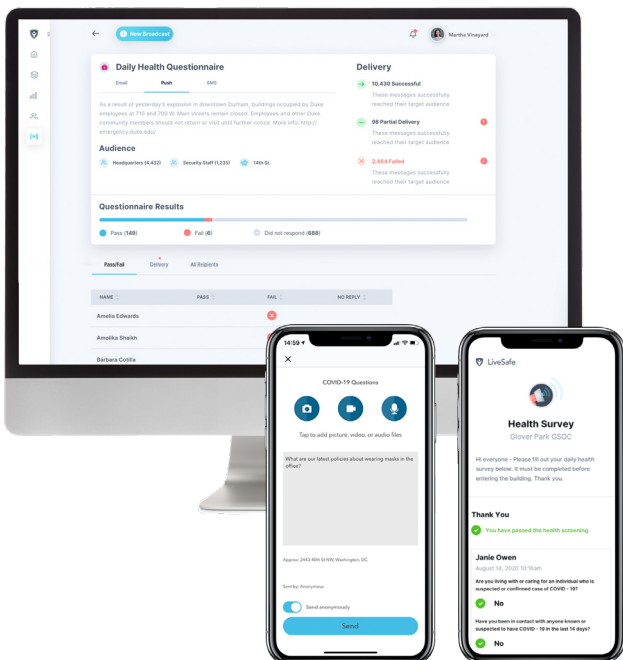 New Broadcast
Martha Vineyard
Daily Health Questionnaire
Email Push SMS
As a result of yesterday's explosion in downtown Durham, buildings occupied by Duke
employees at 710 and 700 W. Main streets remain closed. Employees and other Duke
community members should not return or visit until further notice. More info: http://
emergency.duke.edu/
Audience
Headquarters (4,432) Security Staff (1,235) 14th St.
Delivery
10,430 Successful
These messages successfully
reached their target audience
98 Partial Delivery
These messages successfully
reached their target audience
2,464 Failed
These messages successfully
reached their target audience
Questionnaire Results
Pass (149) Fail (6) Did not respond (688)
Pass/Fail Delivery All Recipients
NAME PASS FAIL NO REPLY
Amelia Edwards
Amolika Shaikh
Bárbara Cotilla
14:59
COVID-19 Questions
Tap to add picture, video, or audio files
What are our latest policies about wearing masks in the
office?
Approx: 2443 40th St NW, Washington, DC
Sent by: Anonymous
Send anonymously
Send
LiveSafe
Health Survey
Glover Park GSOC
Hi everyone - Please fill out your daily health
survey below. It must be completed before
entering the building, Thank you.
Thank You
You have passed the health screening.
Janie Owen
August 14, 2020 10:16am
Are you living with or caring for an individual who is
suspected or confirmed case of COVID - 19?
No
Have you been in contact with anyone known or
suspected to have COVID - 19 in the last 14 days?
No